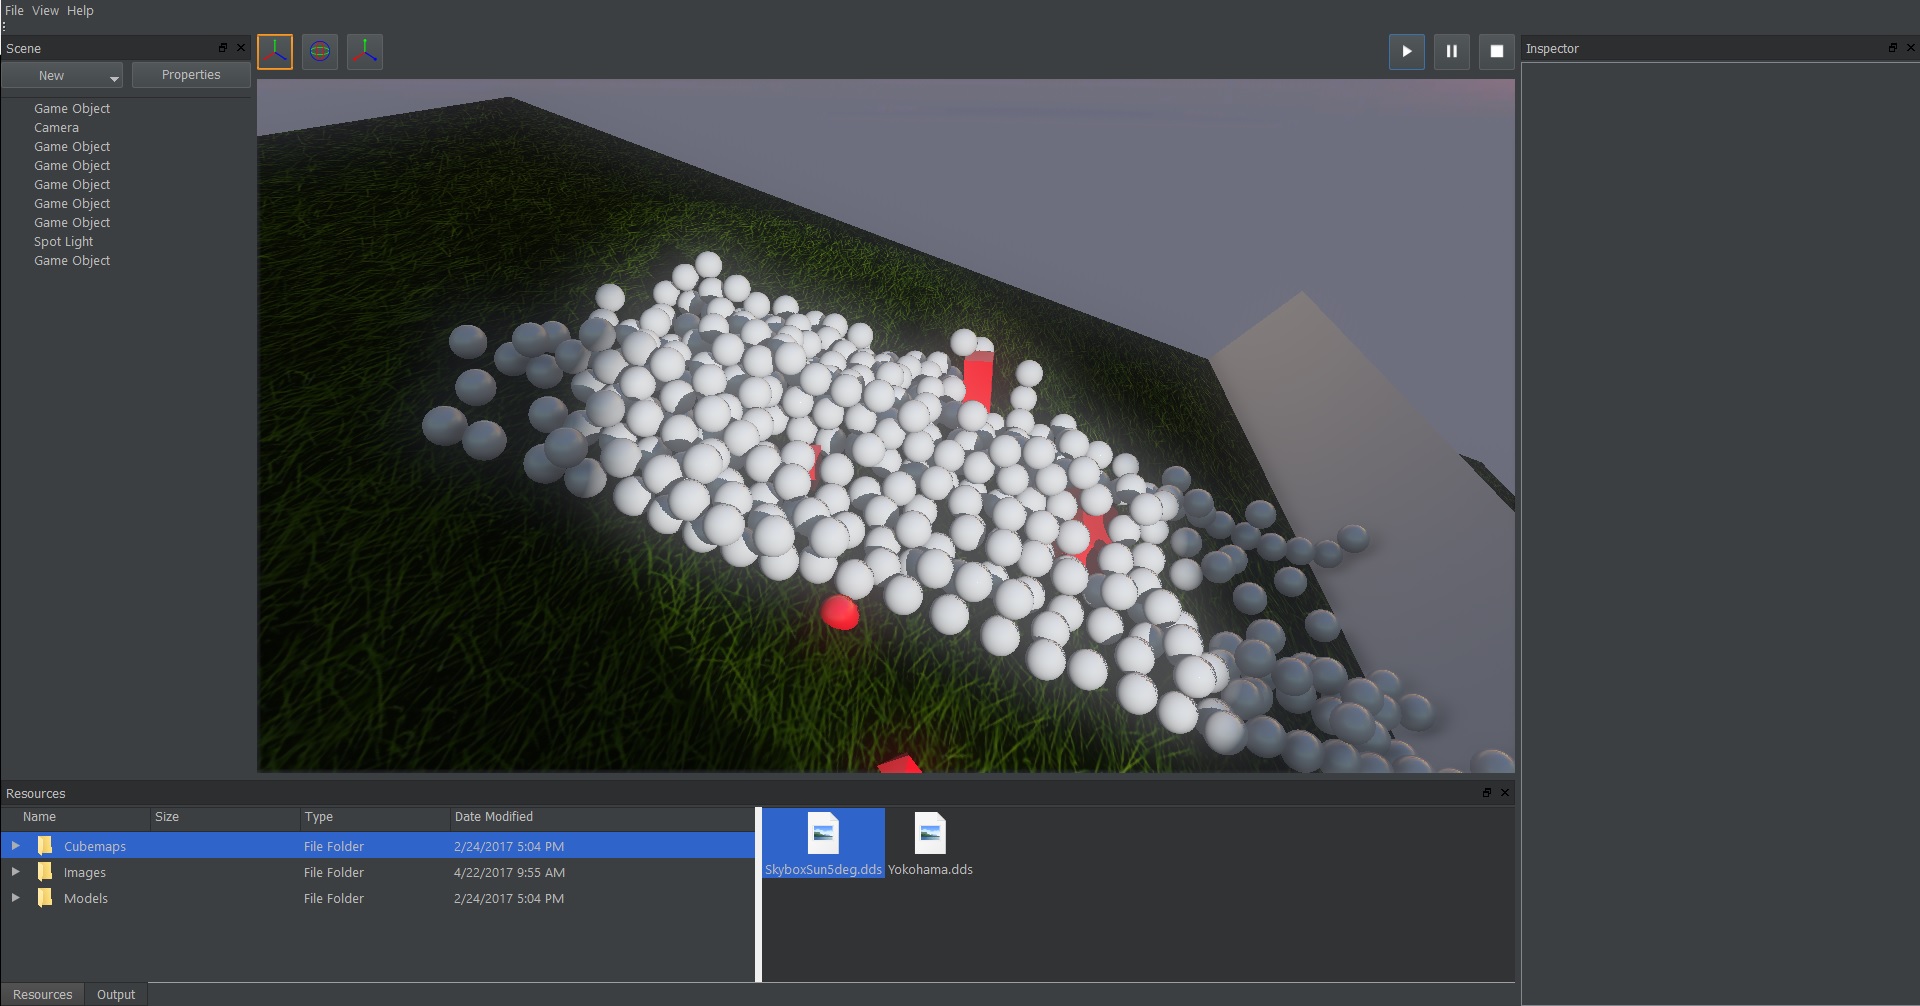 File View Help
Scene
New Properties
Game Object
Camera
Game Object
Game Object
Game Object
Game Object
Game Object
Spot Light
Game Object
Inspector
Resources
Name Size Type Date Modified
Cubemaps File Folder 2/24/2017 5:04 PM
Images File Folder 4/22/2017 9:55 AM
Models File Folder 2/24/2017 5:04 PM
SkyboxSun5deg.dds Yokohama.dds
Resources Output